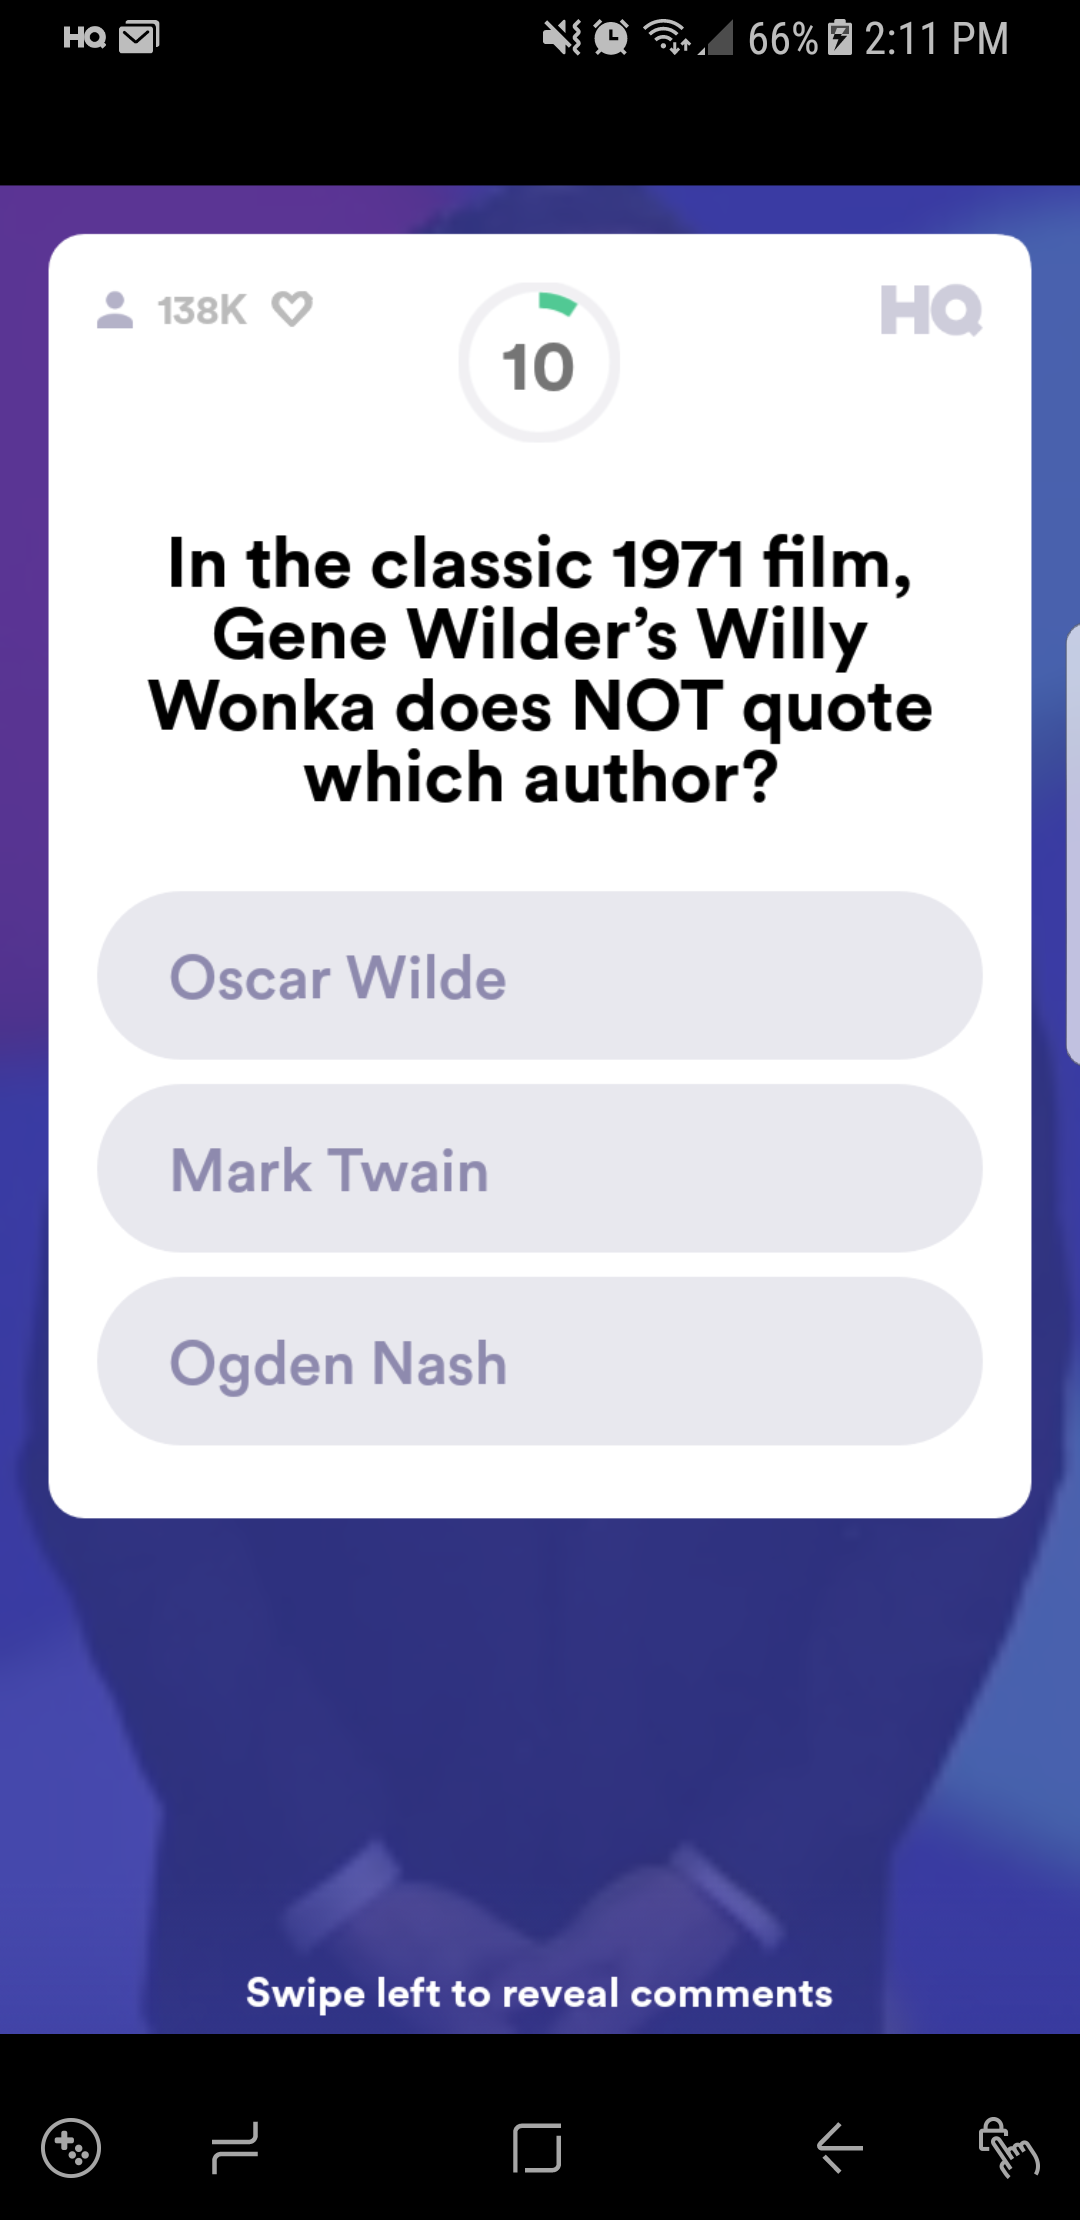 HQ 66% 2:11 PM
138K 10 HQ
In the classic 1971 film,
Gene Wilder’s Willy
Wonka does NOT quote
which author?
Oscar Wilde
Mark Twain
Ogden Nash
Swipe left to reveal comments